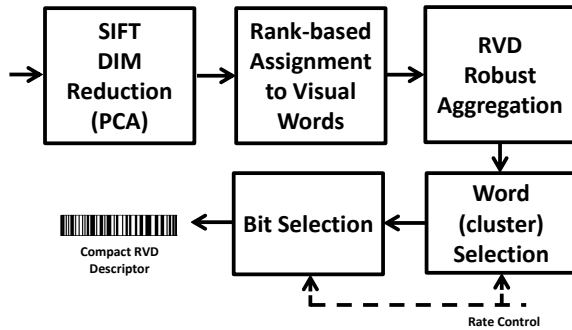 SIFT
DIM
Reduction
(PCA)
Rank-based
Assignment
to Visual
Words
RVD
Robust
Aggregation
Word
(cluster)
Selection
Bit Selection
Compact RVD
Descriptor
Rate Control